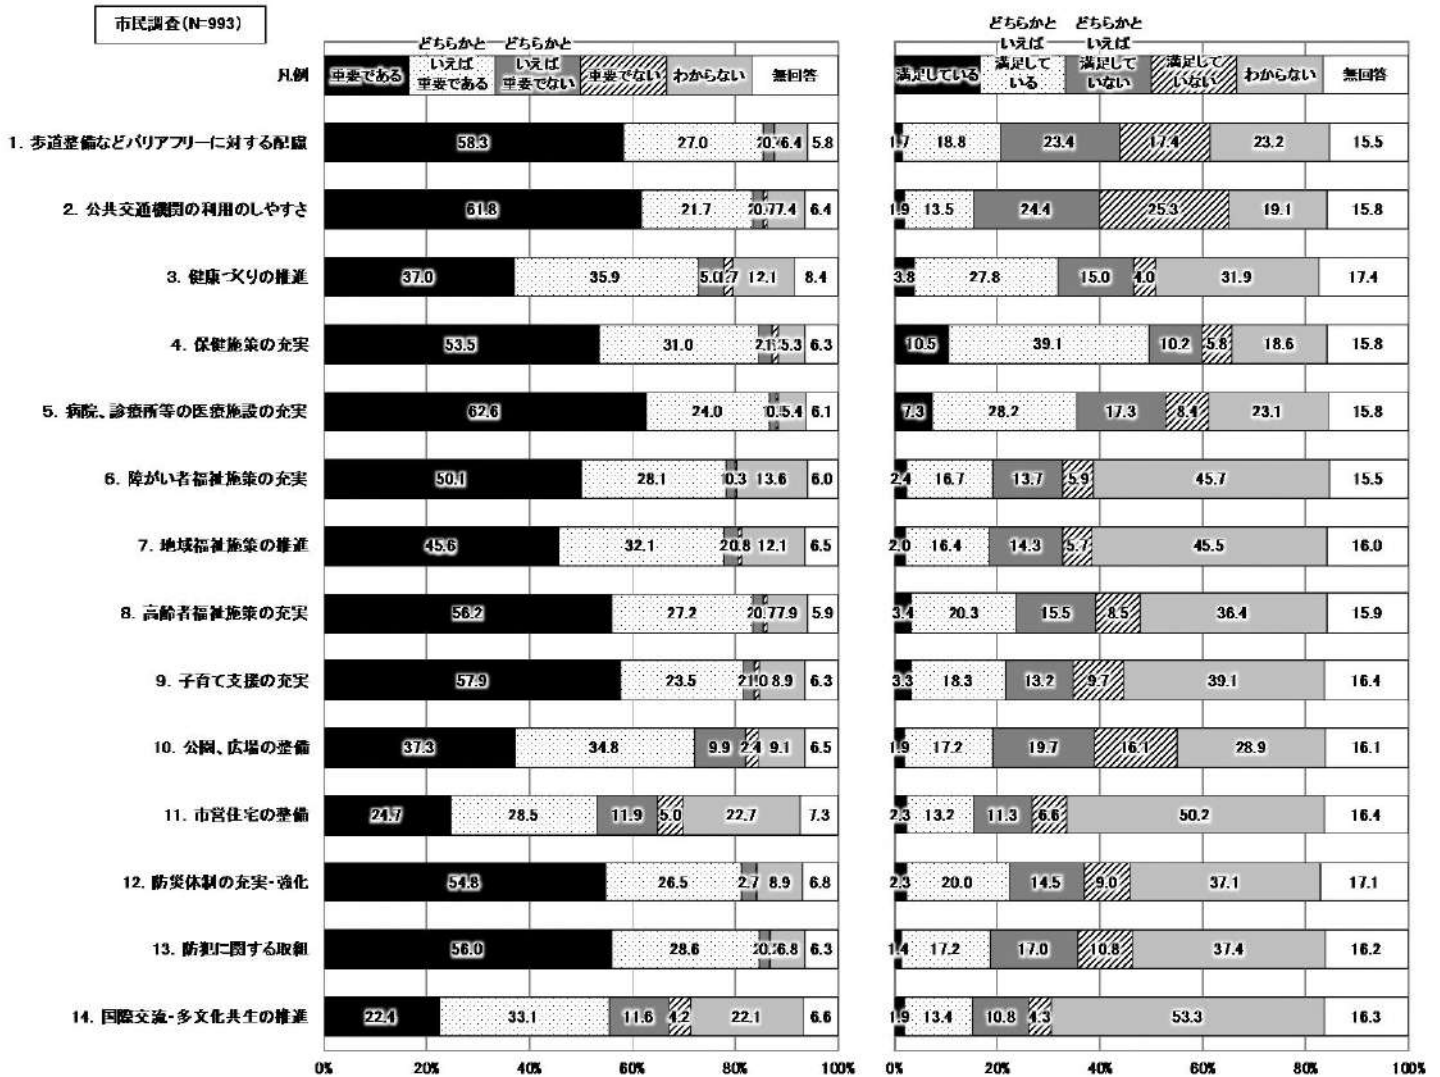 市民調査(N=993)
凡例
重要である
どちらかと
いえば
重要である
どちらかと
いえば
重要でない
重要でない
わからない
無回答
満足している
どちらかと
いえば
満足して
いる
どちらかと
いえば
満足して
いない
満足して
いない
わからない
無回答
1. 歩道整備などバリアフリーに対する配慮 58.3 27.0 6.4 5.8 1.7 18.8 23.4 17.4 23.2 15.5
2. 公共交通機関の利用のしやすさ 61.8 21.7 7.4 6.4 1.9 13.5 24.4 25.3 19.1 15.8
3. 健康づくりの推進 37.0 35.9 5.0 12.1 8.4 3.8 27.8 15.0 4.0 31.9 17.4
4. 保健施策の充実 53.5 31.0 5.3 6.3 10.5 39.1 10.2 5.8 18.6 15.8
5. 病院、診療所等の医療施設の充実 62.6 24.0 5.4 6.1 7.3 28.2 17.3 8.4 23.1 15.8
6. 障がい者福祉施策の充実 50.1 28.1 0.3 13.6 6.0 2.4 16.7 13.7 5.9 45.7 15.5
7. 地域福祉施策の推進 45.6 32.1 0.8 12.1 6.5 2.0 16.4 14.3 5.7 45.5 16.0
8. 高齢者福祉施策の充実 56.2 27.2 7.9 5.9 3.4 20.3 15.5 8.5 36.4 15.9
9. 子育て支援の充実 57.9 23.5 8.9 6.3 3.3 18.3 13.2 9.7 39.1 16.4
10. 公園、広場の整備 37.3 34.8 9.9 2.4 9.1 6.5 1.9 17.2 19.7 16.1 28.9 16.1
11. 市営住宅の整備 24.7 28.5 11.9 5.0 22.7 7.3 2.3 13.2 11.3 6.6 50.2 16.4
12. 防災体制の充実・強化 54.8 26.5 2.7 8.9 6.8 2.3 20.0 14.5 9.0 37.1 17.1
13. 防犯に関する取組 56.0 28.6 6.8 6.3 1.4 17.2 17.0 10.8 37.4 16.2
14. 国際交流・多文化共生の推進 22.4 33.1 11.6 4.2 22.1 6.6 1.9 13.4 10.8 4.3 53.3 16.3
0% 20% 40% 60% 80% 100% 0% 20% 40% 60% 80% 100%